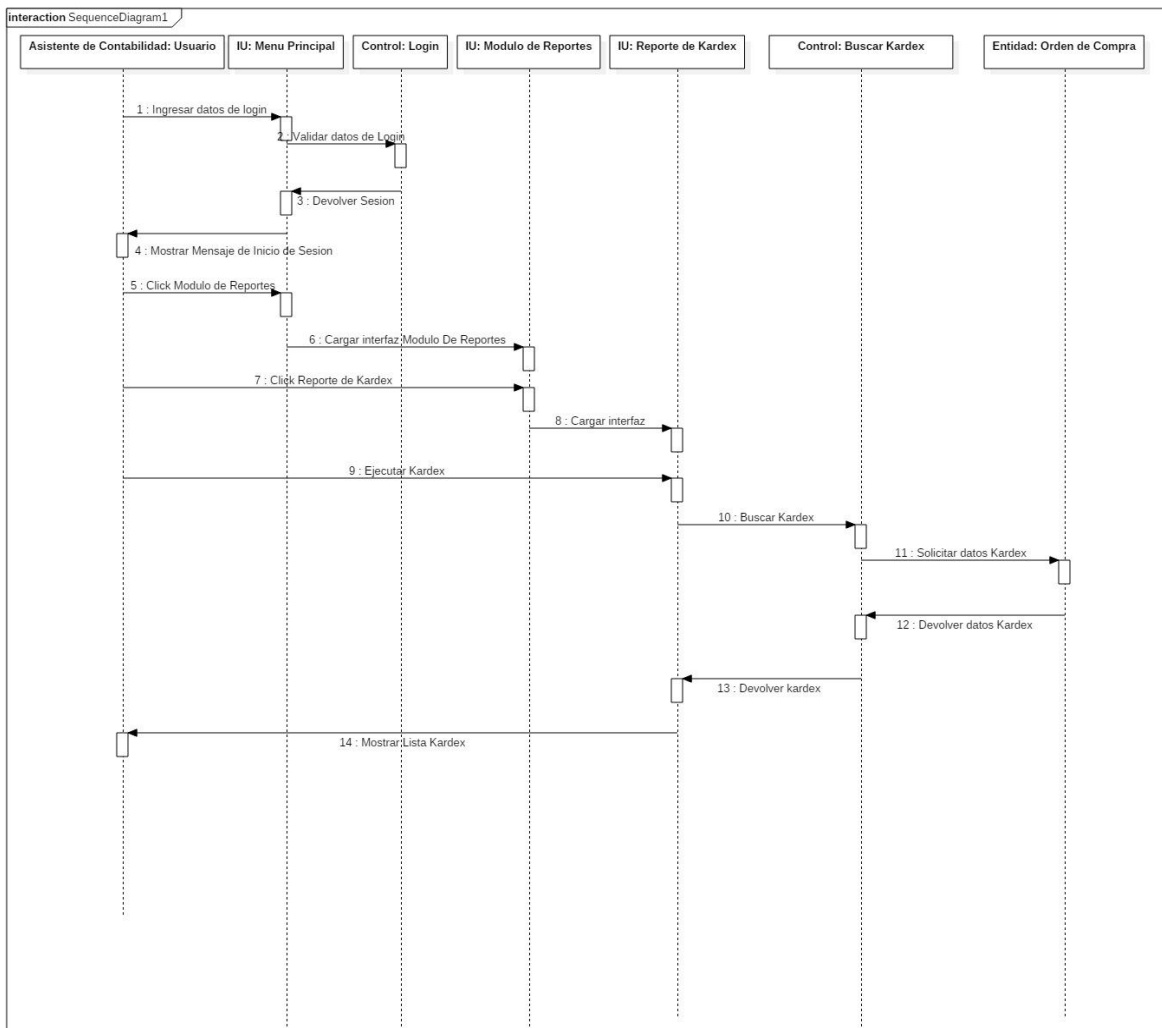 interaction SequenceDiagram1
Asistente de Contabilidad: Usuario
IU: Menu Principal
Control: Login
IU: Modulo de Reportes
IU: Reporte de Kardex
Control: Buscar Kardex
Entidad: Orden de Compra
1 : Ingresar datos de login
2 : Validar datos de Login
3 : Devolver Sesion
4 : Mostrar Mensaje de Inicio de Sesion
5 : Click Modulo de Reportes
6 : Cargar interfaz Modulo De Reportes
7 : Click Reporte de Kardex
8 : Cargar interfaz
9 : Ejecutar Kardex
10 : Buscar Kardex
11 : Solicitar datos Kardex
12 : Devolver datos Kardex
13 : Devolver kardex
14 : Mostrar Lista Kardex